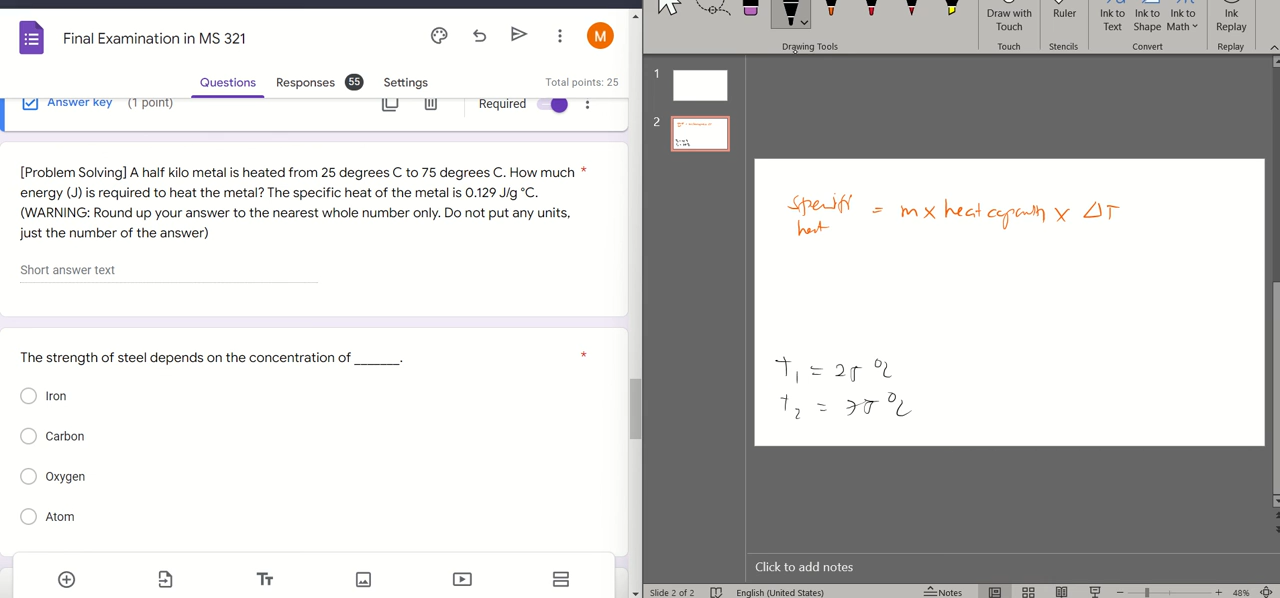 Final Examination in MS 321
M
Questions Responses 55 Settings Total points: 25
Answer key (1 point) Required
[Problem Solving] A half kilo metal is heated from 25 degrees C to 75 degrees C. How much *
energy (J) is required to heat the metal? The specific heat of the metal is 0.129 J/g °C.
(WARNING: Round up your answer to the nearest whole number only. Do not put any units,
just the number of the answer)
Short answer text
The strength of steel depends on the concentration of _______. *
Iron
Carbon
Oxygen
Atom
Draw with Touch
Ruler
Ink to Text
Ink to Shape
Ink to Math
Ink Replay
Drawing Tools Touch Stencils Convert Replay
1
2
specific
heat
= m x heat capacity x ΔT
T1 = 25 °C
T2 = 75 °C
Click to add notes
Slide 2 of 2 English (United States) Notes 48%